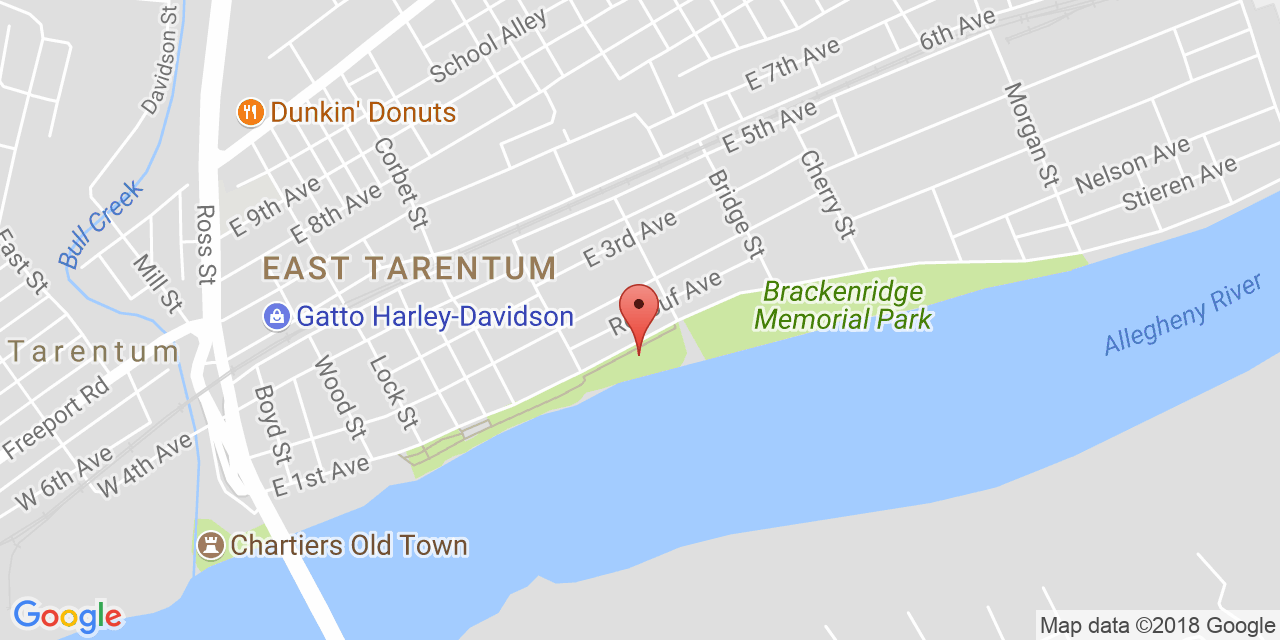 Davidson St
School Alley
6th Ave
E 7th Ave
Dunkin' Donuts
E 5th Ave
Morgan St
Corbet St
Nelson Ave
Stieren Ave
Cherry St
Bridge St
E 9th Ave
E 8th Ave
Bull Creek
Ross St
E 3rd Ave
East St
Mill St
EAST TARENTUM
Brackenridge
Memorial Park
Allegheny River
Gatto Harley-Davidson
Tarentum
Lock St
Wood St
Boyd St
Freeport Rd
W 4th Ave
W 6th Ave
E 1st Ave
Chartiers Old Town
Google
Map data ©2018 Google